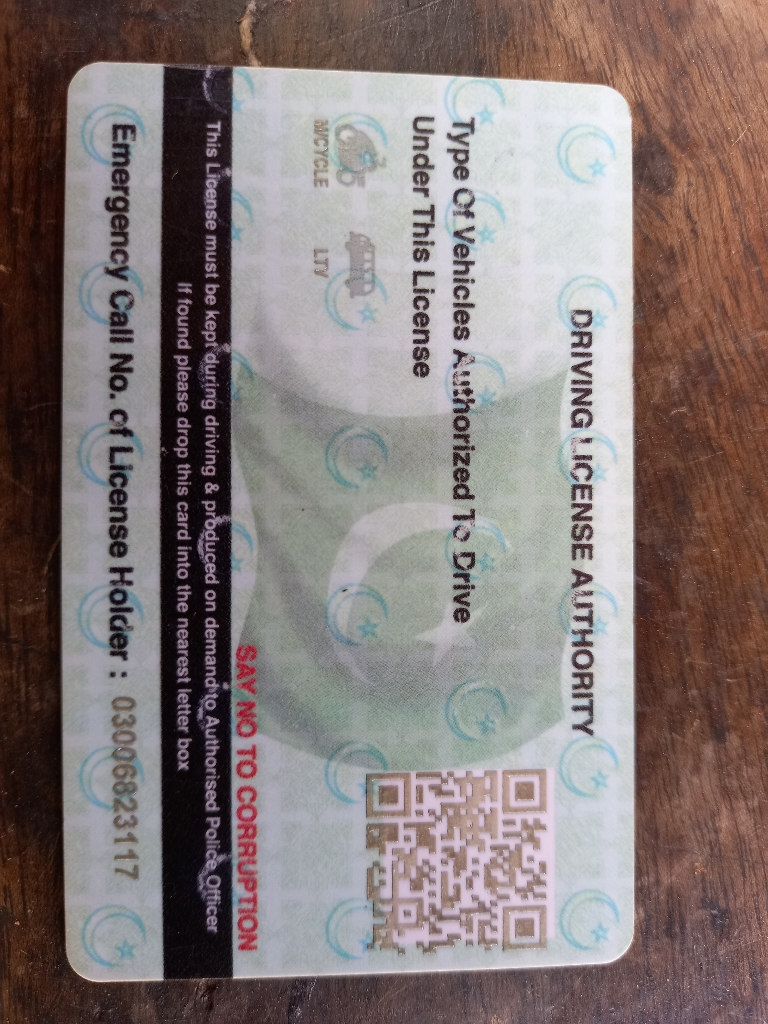 DRIVING LICENSE AUTHORITY
Type Of Vehicles Authorized To Drive
Under This License
M/CYCLE LTV
SAY NO TO CORRUPTION
This License must be kept during driving & produced on demand to Authorised Police Officer
If found please drop this card into the nearest letter box
Emergency Call No. of License Holder : 03006823117